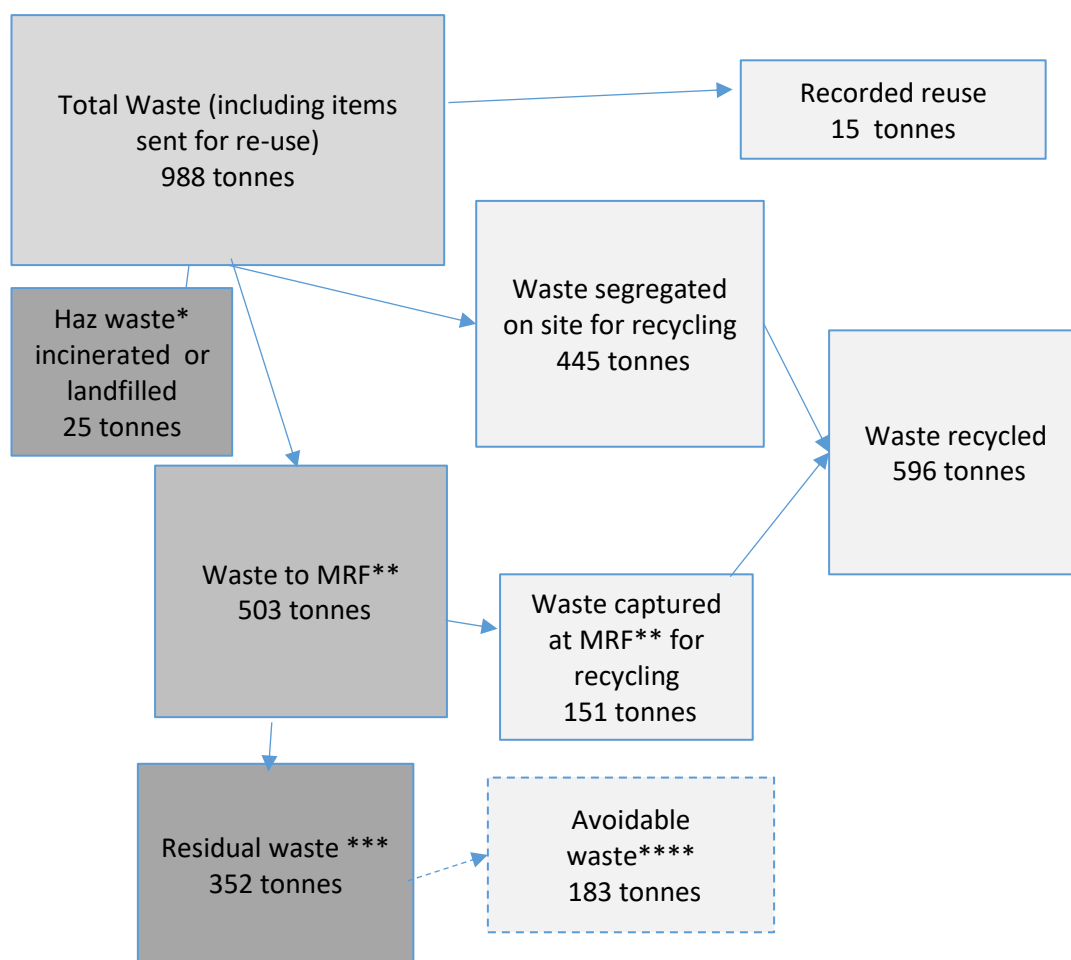 Total Waste (including items
sent for re-use)
988 tonnes
Recorded reuse
15 tonnes
Haz waste*
incinerated or
landfilled
25 tonnes
Waste segregated
on site for recycling
445 tonnes
Waste recycled
596 tonnes
Waste to MRF**
503 tonnes
Waste captured
at MRF** for
recycling
151 tonnes
Residual waste ***
352 tonnes
Avoidable
waste****
183 tonnes